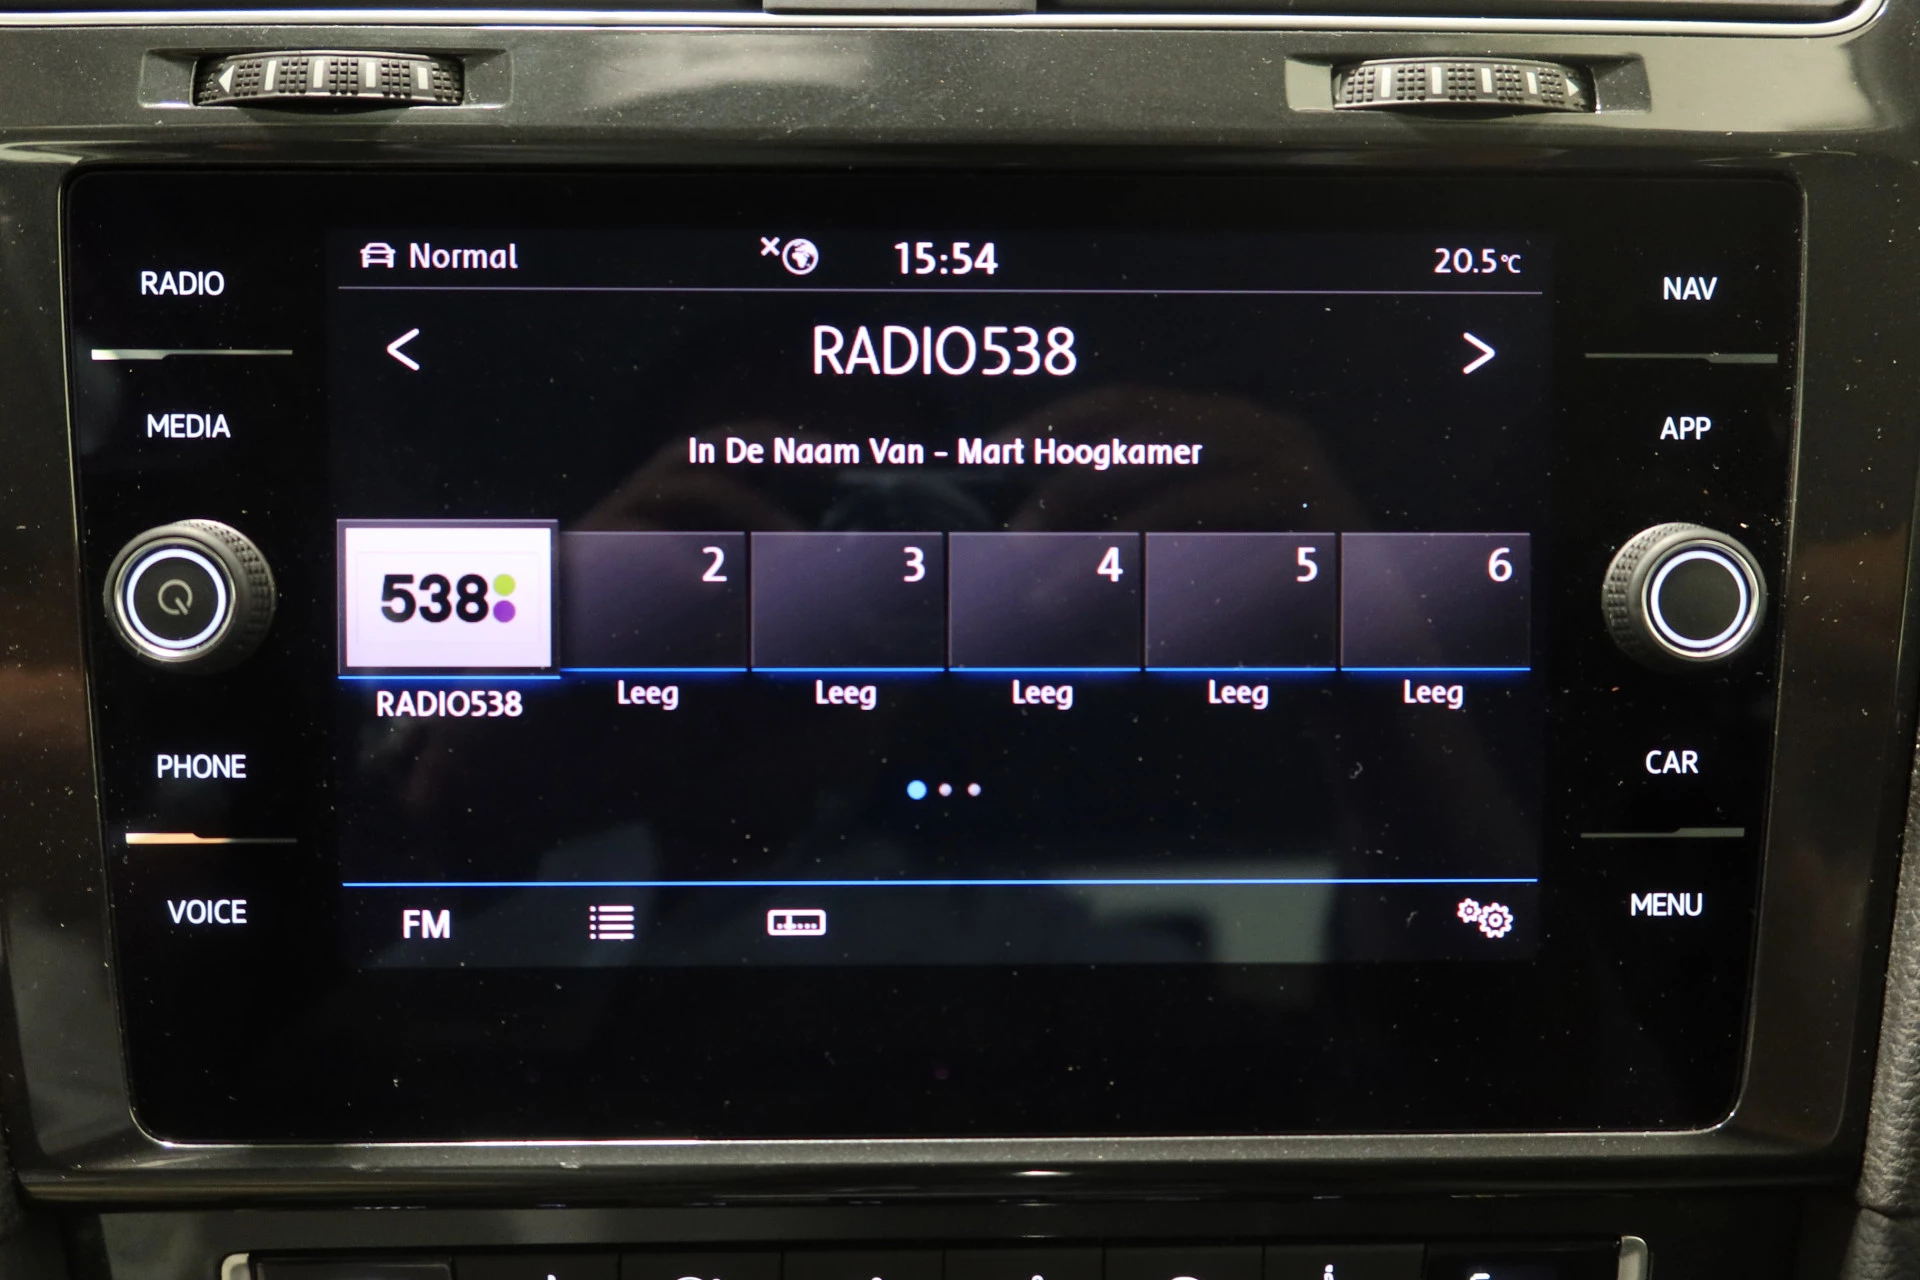 RADIO
MEDIA
PHONE
VOICE
Normal
15:54
20.5°C
< RADIO538 >
In De Naam Van - Mart Hoogkamer
538
2
3
4
5
6
RADIO538
Leeg
Leeg
Leeg
Leeg
Leeg
FM
NAV
APP
CAR
MENU